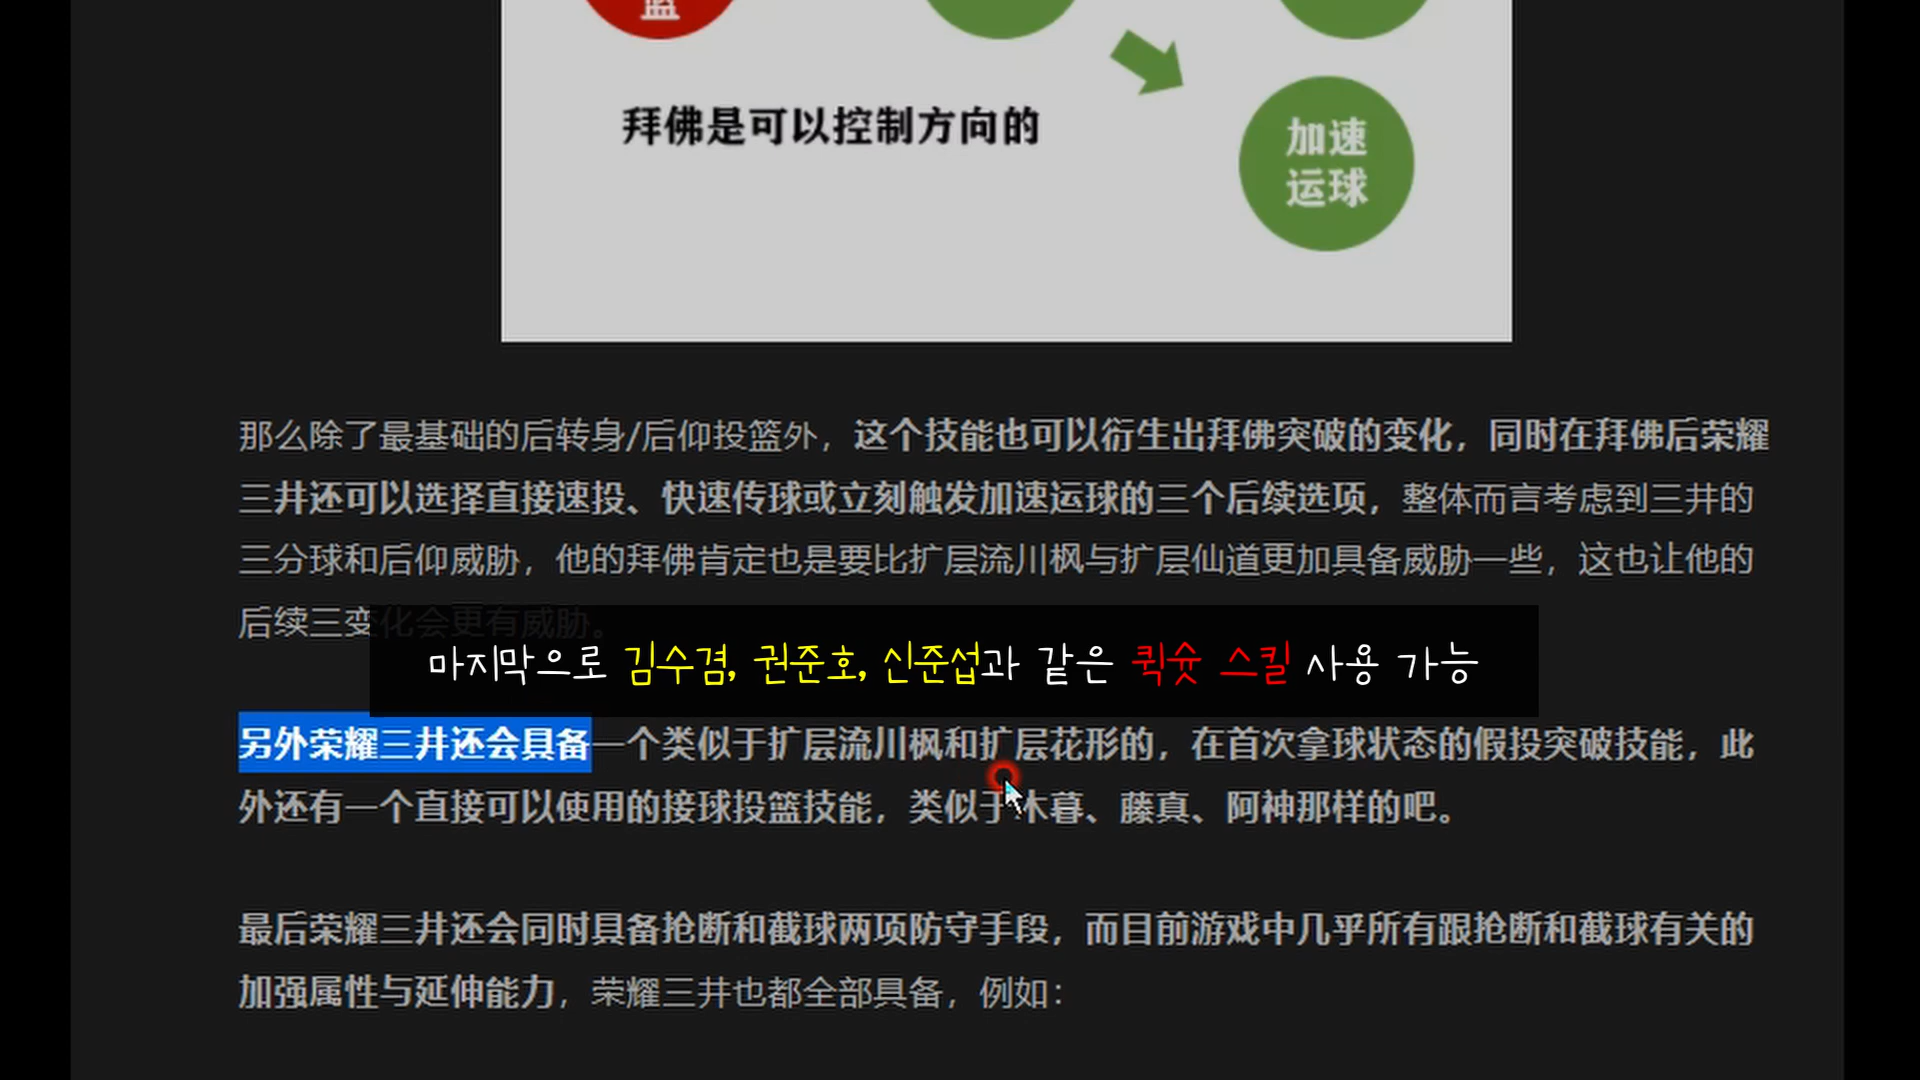 篮
加速
运球
拜佛是可以控制方向的
那么除了最基础的后转身/后仰投篮外，这个技能也可以衍生出拜佛突破的变化，同时在拜佛后荣耀
三井还可以选择直接速投、快速传球或立刻触发加速运球的三个后续选项，整体而言考虑到三井的
三分球和后仰威胁，他的拜佛肯定也是要比扩层流川枫与扩层仙道更加具备威胁一些，这也让他的
后续三变化会更有威胁。
마지막으로 김수겸, 권준호, 신준섭과 같은 퀵슛 스킬 사용 가능
另外荣耀三井还会具备一个类似于扩层流川枫和扩层花形的，在首次拿球状态的假投突破技能，此
外还有一个直接可以使用的接球投篮技能，类似于木暮、藤真、阿神那样的吧。
最后荣耀三井还会同时具备抢断和截球两项防守手段，而目前游戏中几乎所有跟抢断和截球有关的
加强属性与延伸能力，荣耀三井也都全部具备，例如：